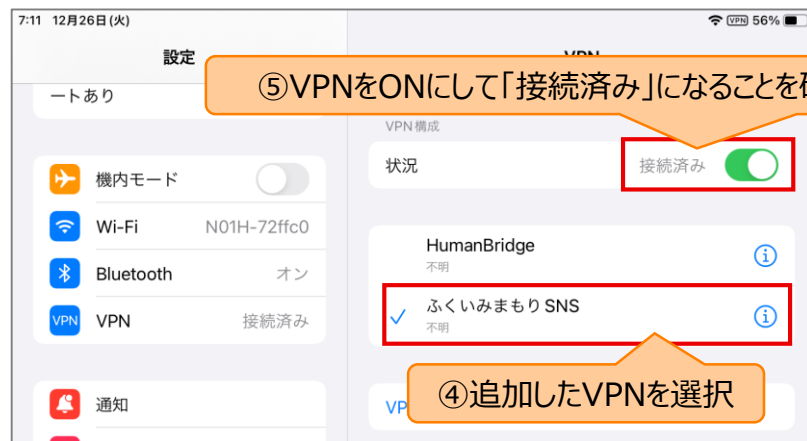 7:11 12月26日(火)
VPN 56%
設定
VPN
⑤VPNをONにして「接続済み」になることを
ートあり
VPN構成
状況
接続済み
機内モード
Wi-Fi N01H-72ffc0
Bluetooth オン
VPN VPN 接続済み
通知
HumanBridge
不明
ふくいみまもり SNS
不明
④追加したVPNを選択
VP